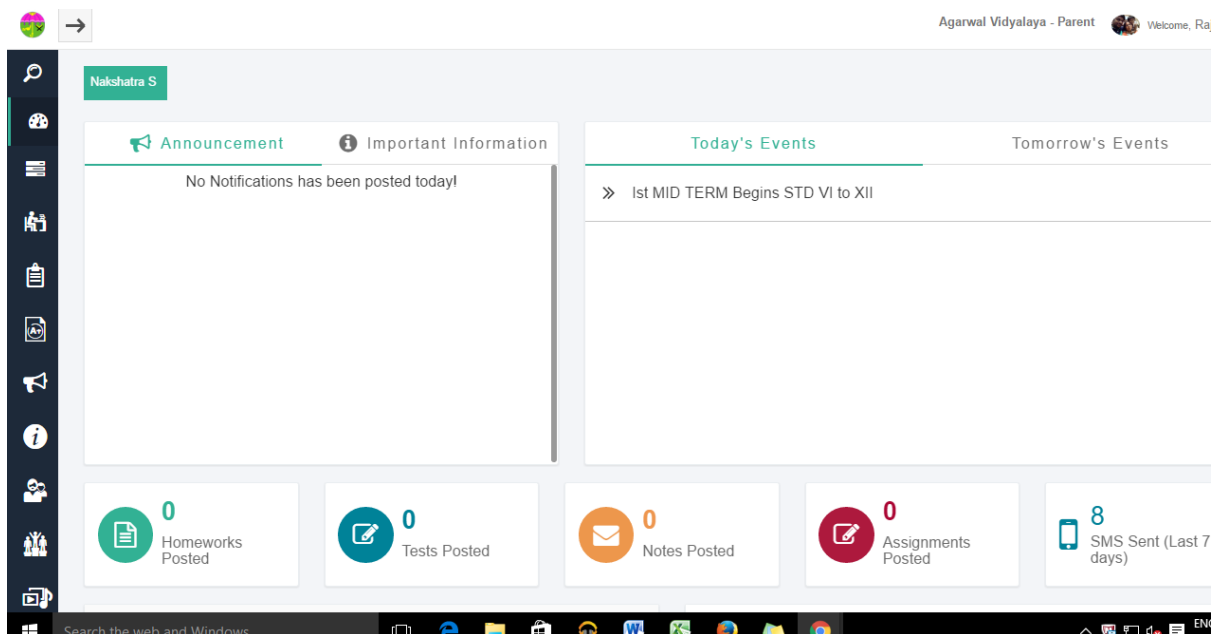 Agarwal Vidyalaya - Parent
Welcome, Raj
Nakshatra S
Announcement
Important Information
No Notifications has been posted today!
Today's Events
Tomorrow's Events
Ist MID TERM Begins STD VI to XII
0
Homeworks
Posted
0
Tests Posted
0
Notes Posted
0
Assignments
Posted
8
SMS Sent (Last 7
days)
Search the web and Windows
ENG